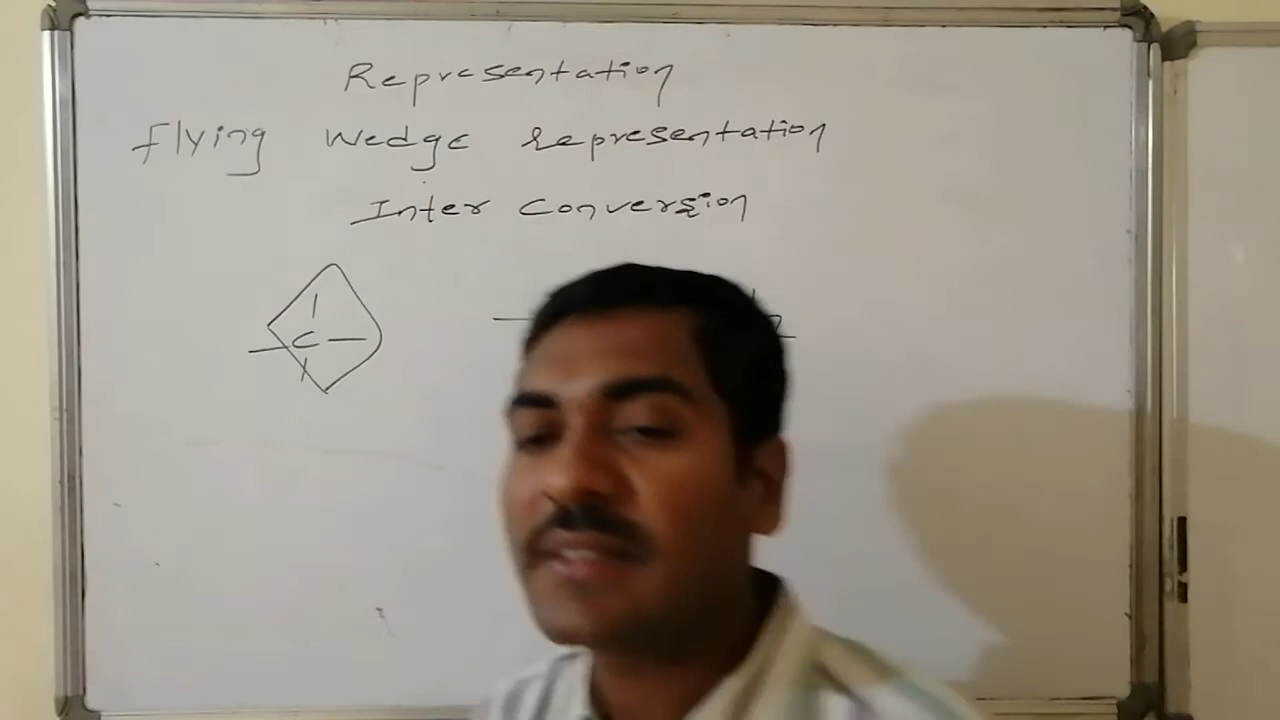 Representation
Flying Wedge representation
Inter Conversion
C